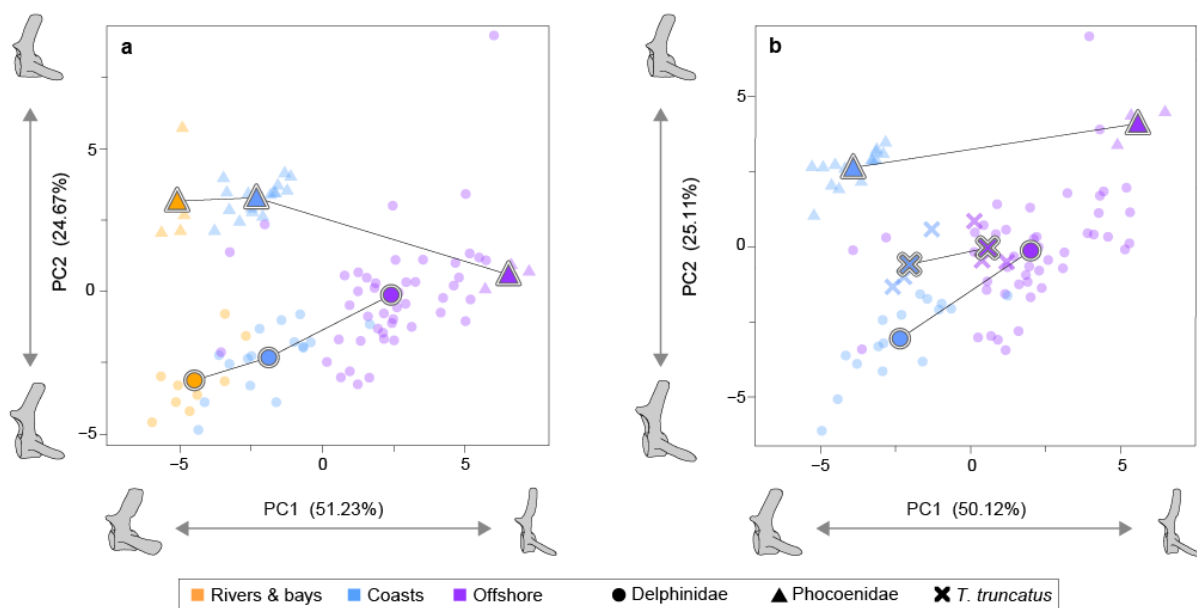 a
5
0
−5
PC2 (24.67%)
−5
0
5
PC1 (51.23%)
b
5
0
−5
PC2 (25.11%)
−5
0
5
PC1 (50.12%)
Rivers & bays Coasts Offshore Delphinidae Phocoenidae T. truncatus